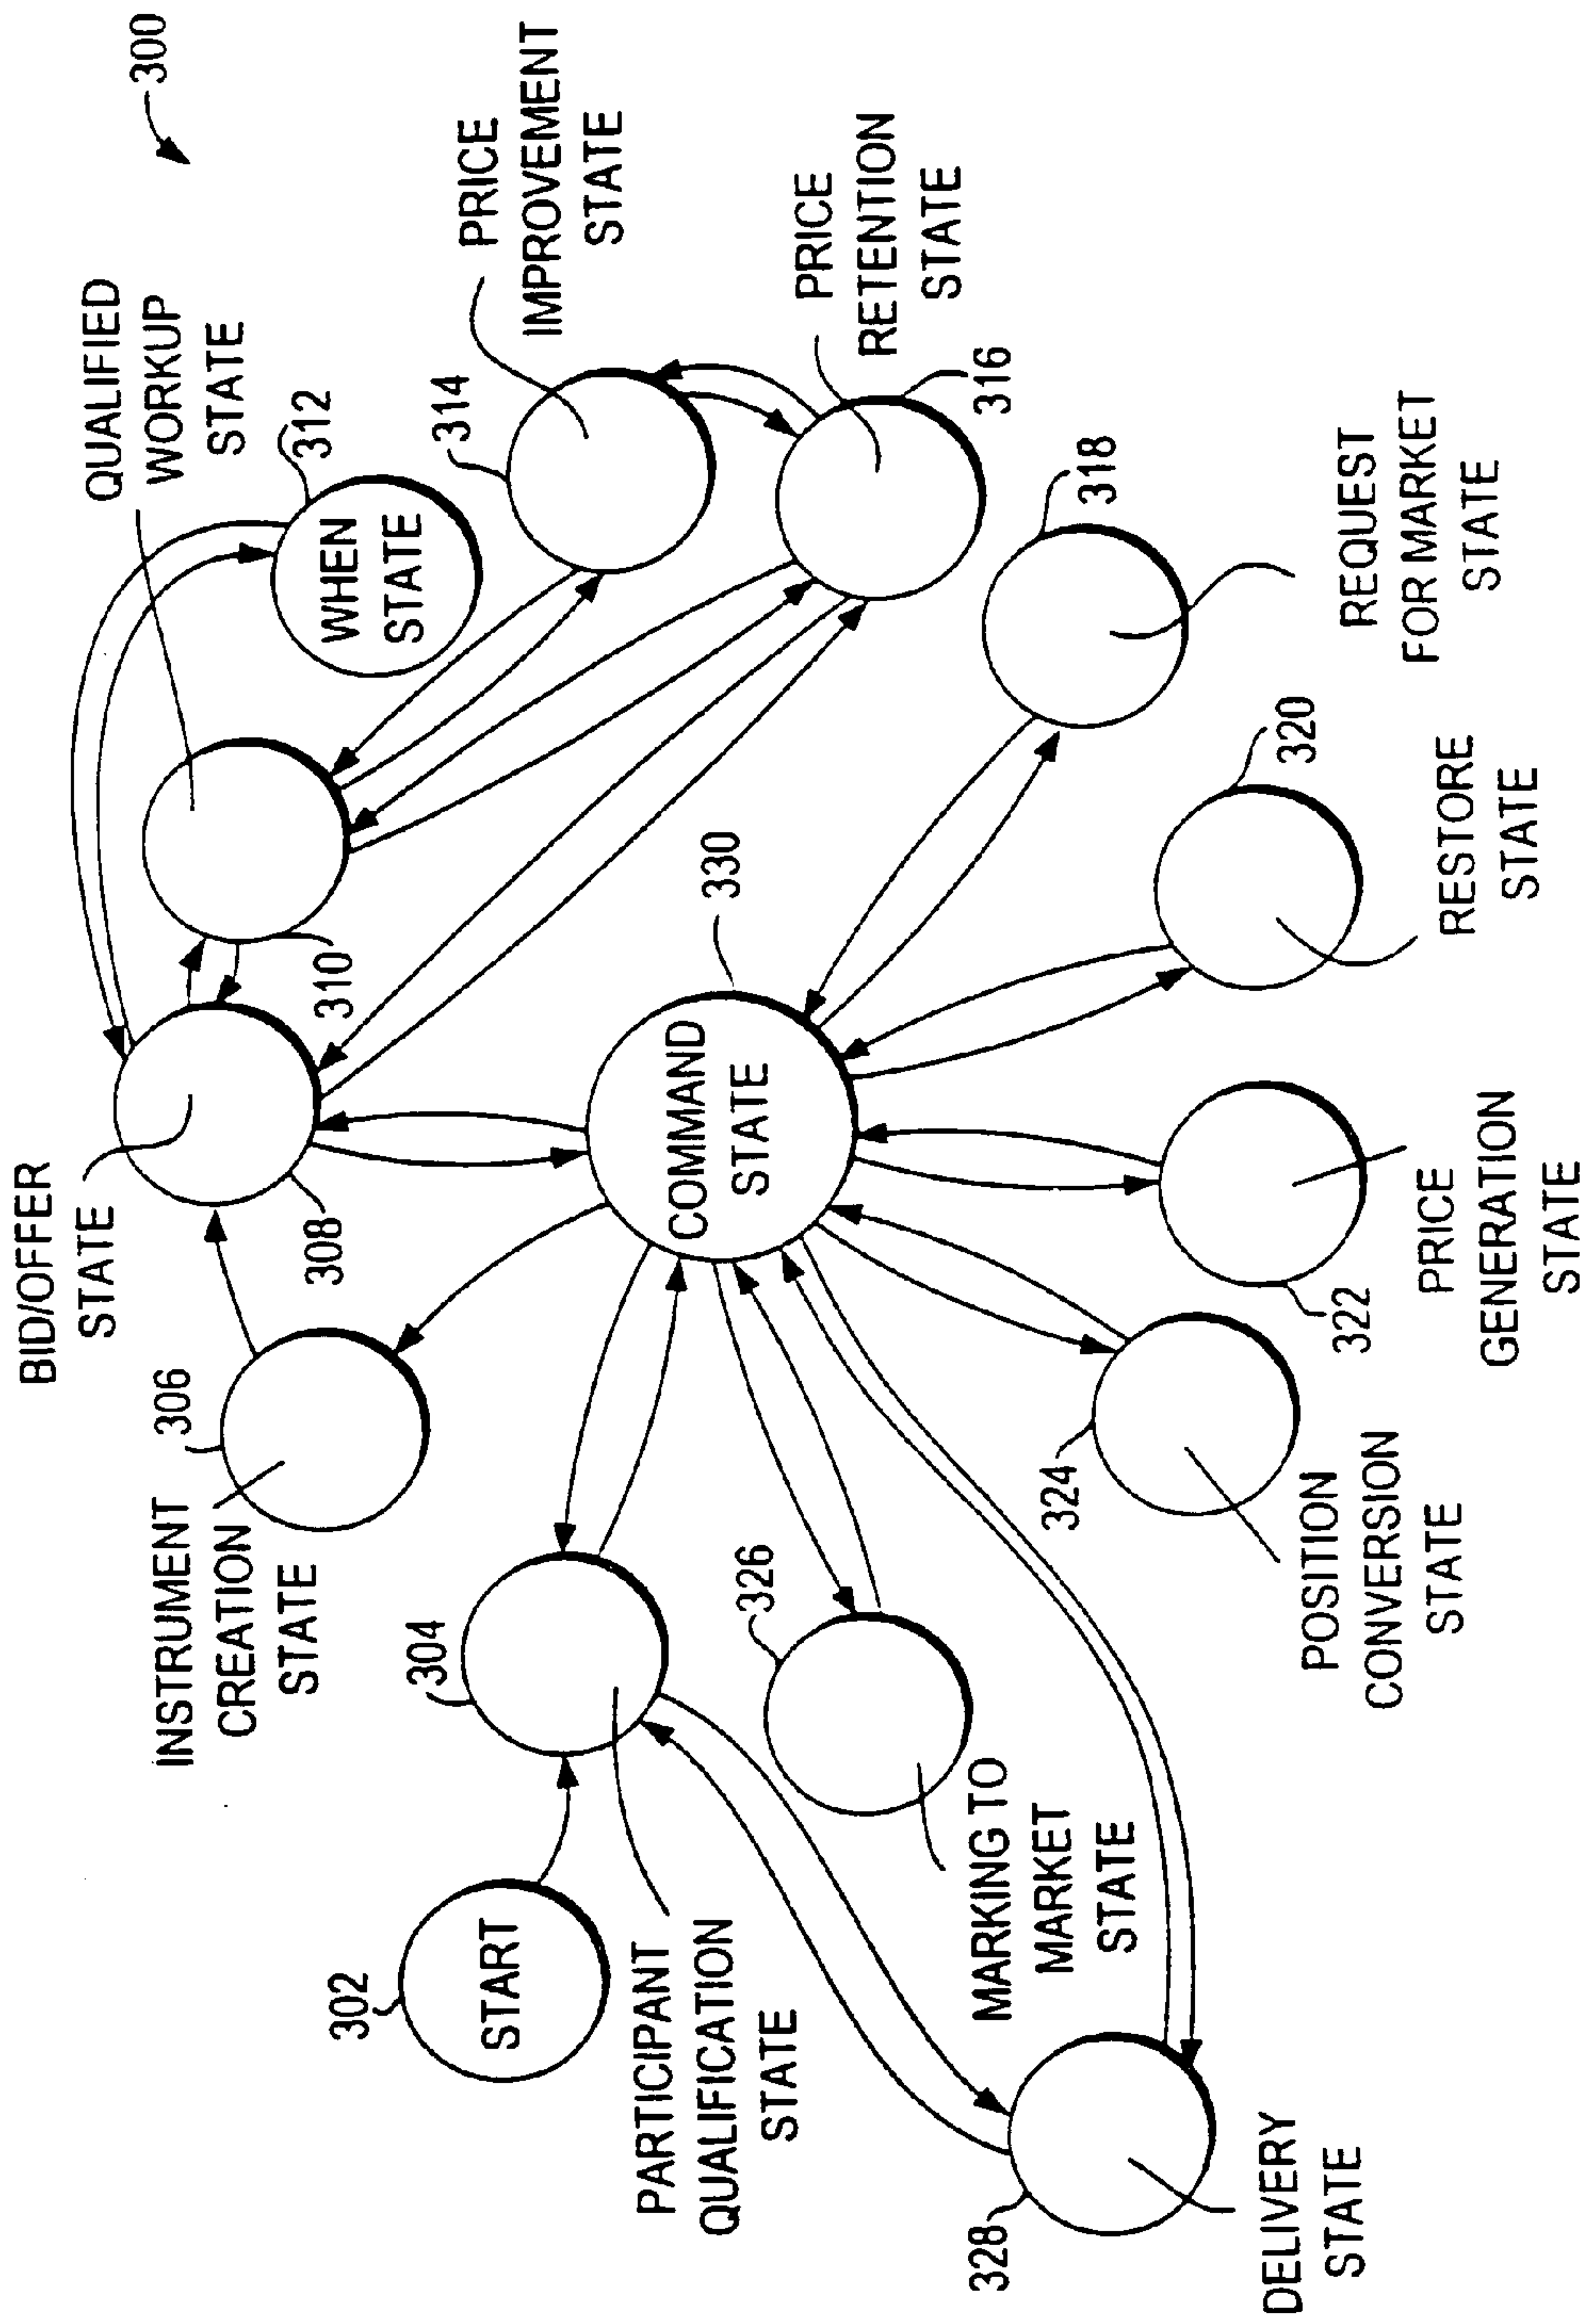 300
BID/OFFER
STATE
QUALIFIED
WORKUP
STATE
INSTRUMENT
CREATION
STATE
306
308
310
312
WHEN
STATE
PRICE
IMPROVEMENT
STATE
314
302
START
304
PARTICIPANT
QUALIFICATION
STATE
COMMAND
STATE
330
PRICE
RETENTION
STATE
316
326
MARKING TO
MARKET
STATE
318
REQUEST
FOR MARKET
STATE
328
DELIVERY
STATE
324
POSITION
CONVERSION
STATE
322
PRICE
GENERATION
STATE
320
RESTORE
STATE